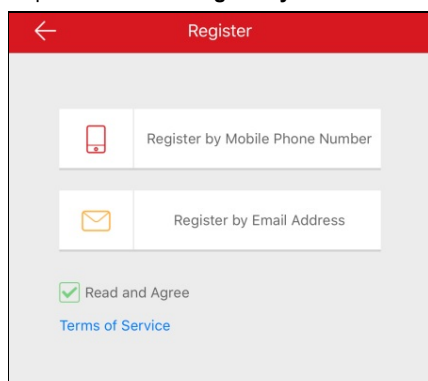 Register
Register by Mobile Phone Number
Register by Email Address
Read and Agree
Terms of Service